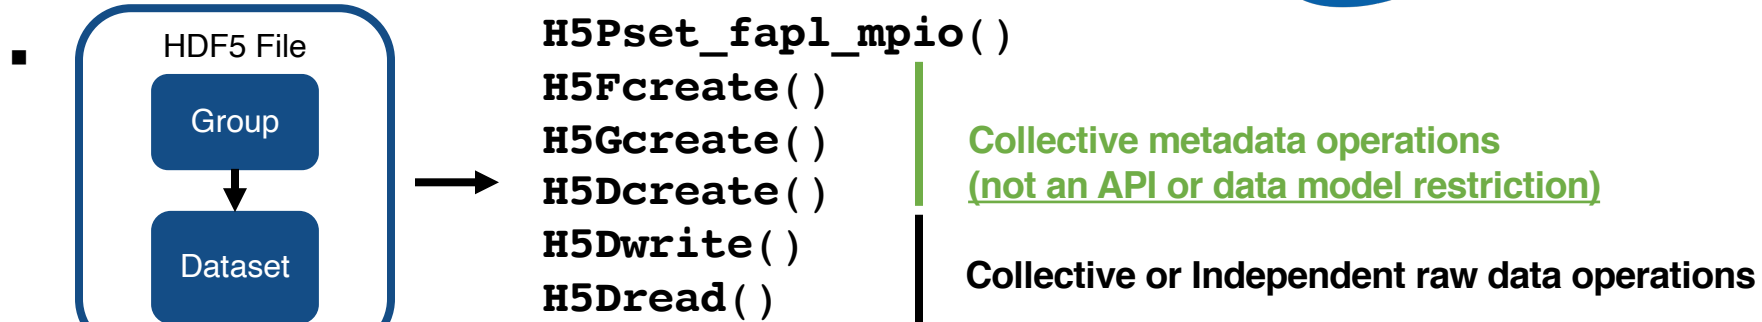 ▪
HDF5 File
Group
Dataset
H5Pset_fapl_mpio()
H5Fcreate()
H5Gcreate()
H5Dcreate()
H5Dwrite()
H5Dread()
Collective metadata operations
(not an API or data model restriction)
Collective or Independent raw data operations